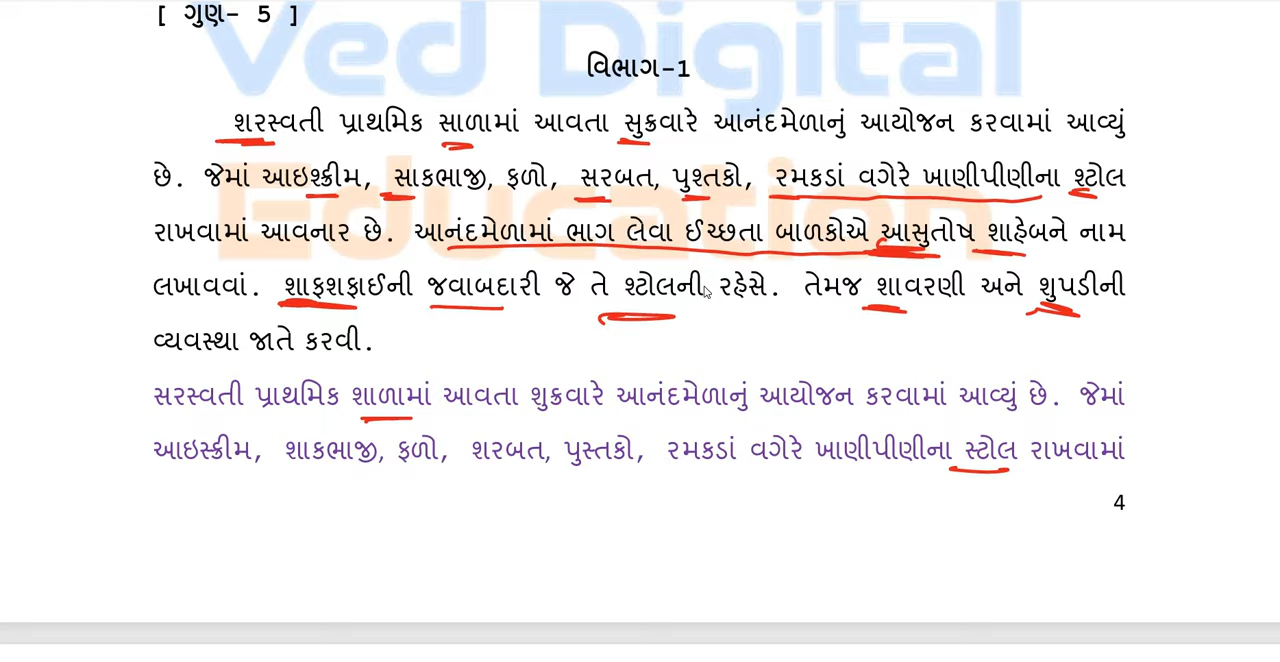 [ ગુણ- 5 ]
Ved Digital
Education
વિભાગ-1
શરસ્વતી પ્રાથમિક સાળામાં આવતા સુક્રવારે આનંદમેળાનું આયોજન કરવામાં આવ્યું
છે. જેમાં આઇશ્ક્રીમ, સાકભાજી, ફળો, સરબત, પુશ્તકો, રમકડાં વગેરે ખાણીપીણીના શ્ટોલ
રાખવામાં આવનાર છે. આનંદમેળામાં ભાગ લેવા ઈચ્છતા બાળકોએ આસુતોષ શાહેબને નામ
લખાવવાં. શાફશફાઈની જવાબદારી જે તે શ્ટોલની રહેસે. તેમજ શાવરણી અને શુપડીની
વ્યવસ્થા જાતે કરવી.
સરસ્વતી પ્રાથમિક શાળામાં આવતા શુક્રવારે આનંદમેળાનું આયોજન કરવામાં આવ્યું છે. જેમાં
આઇસ્ક્રીમ, શાકભાજી, ફળો, શરબત, પુસ્તકો, રમકડાં વગેરે ખાણીપીણીના સ્ટોલ રાખવામાં
4